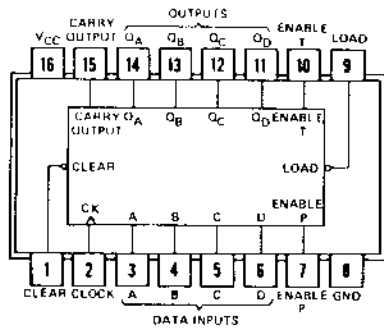 OUTPUTS
VCC CARRY OUTPUT QA QB QC QD ENABLE T LOAD
16 15 14 13 12 11 10 9
CARRY OUTPUT QA QB QC QD ENABLE T
CLEAR LOAD
CK A B C D ENABLE P
1 2 3 4 5 6 7 8
CLEAR CLOCK A B C D ENABLE P GND
DATA INPUTS